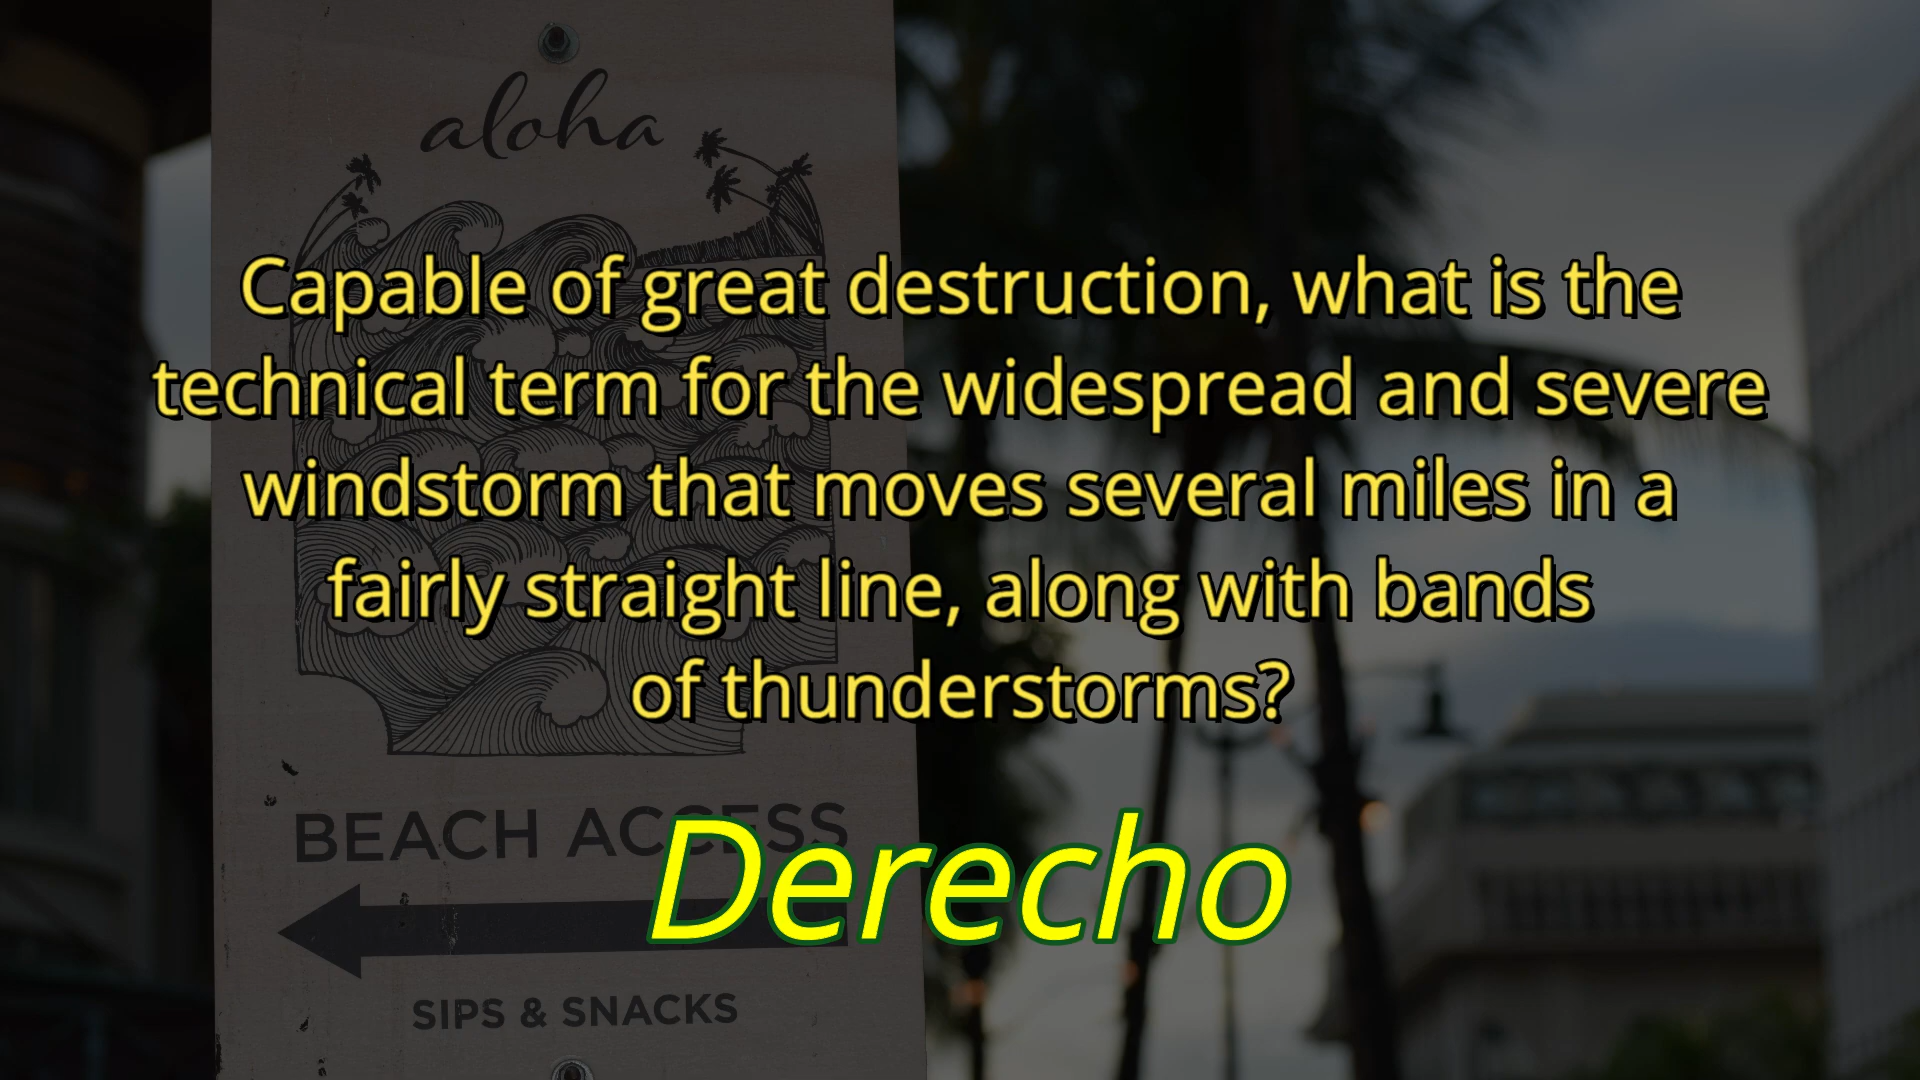 aloha
Capable of great destruction, what is the
technical term for the widespread and severe
windstorm that moves several miles in a
fairly straight line, along with bands
of thunderstorms?
BEACH ACCESS
Derecho
SIPS & SNACKS